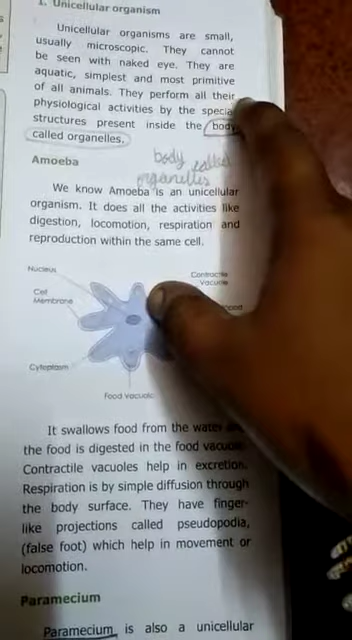 1. Unicellular organism
Unicellular organisms are small,
usually microscopic. They cannot
be seen with naked eye. They are
aquatic, simplest and most primitive
of all animals. They perform all their
physiological activities by the special
structures present inside the body
called organelles.
body called
organelles
Amoeba
We know Amoeba is an unicellular
organism. It does all the activities like
digestion, locomotion, respiration and
reproduction within the same cell.
Nucleus
Contractile
Vacuole
Cell
Membrane
Cytoplasm
Food Vacuole
It swallows food from the water
the food is digested in the food vacuole.
Contractile vacuoles help in excretion.
Respiration is by simple diffusion through
the body surface. They have finger-
like projections called pseudopodia,
(false foot) which help in movement or
locomotion.
Paramecium
Paramecium is also a unicellular